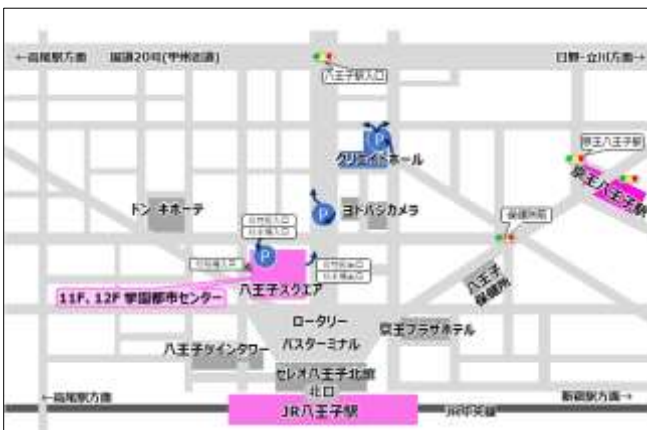 ←高尾駅方面
国道20号(甲州街道)
日野・立川方面→
八王子駅入口
P
クリエイトホール
京王八王子駅
京王八王子駅
ドン キホーテ
P
ヨドバシカメラ
保健所前
P
八王子
保健所
八王子スクエア
11F, 12F 学園都市センター
ロータリー
バスターミナル
京王プラザホテル
八王子ツインタワー
セレオ八王子北館
北口
←高尾駅方面
新宿駅方面→
JR八王子駅
JR中央線